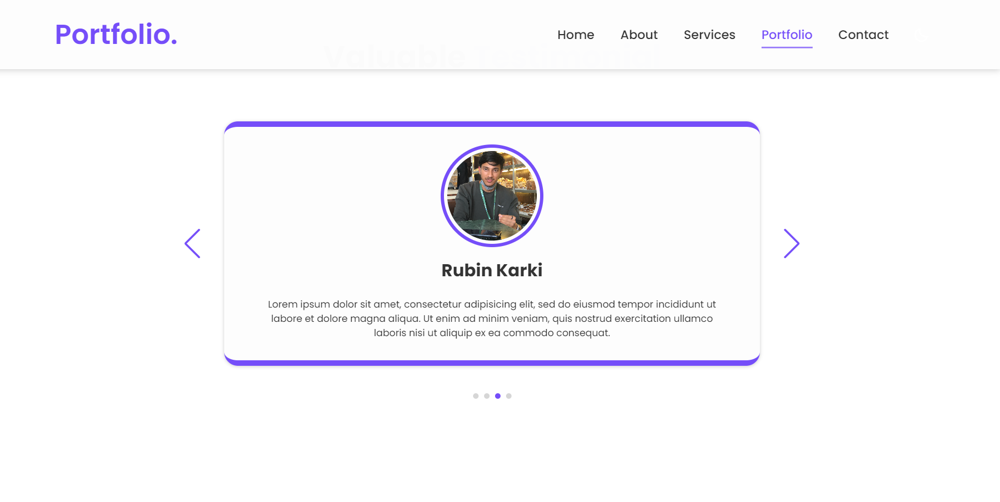 Portfolio.
Home About Services Portfolio Contact
Valuable Testimonial
Rubin Karki
Lorem ipsum dolor sit amet, consectetur adipisicing elit, sed do eiusmod tempor incididunt ut
labore et dolore magna aliqua. Ut enim ad minim veniam, quis nostrud exercitation ullamco
laboris nisi ut aliquip ex ea commodo consequat.